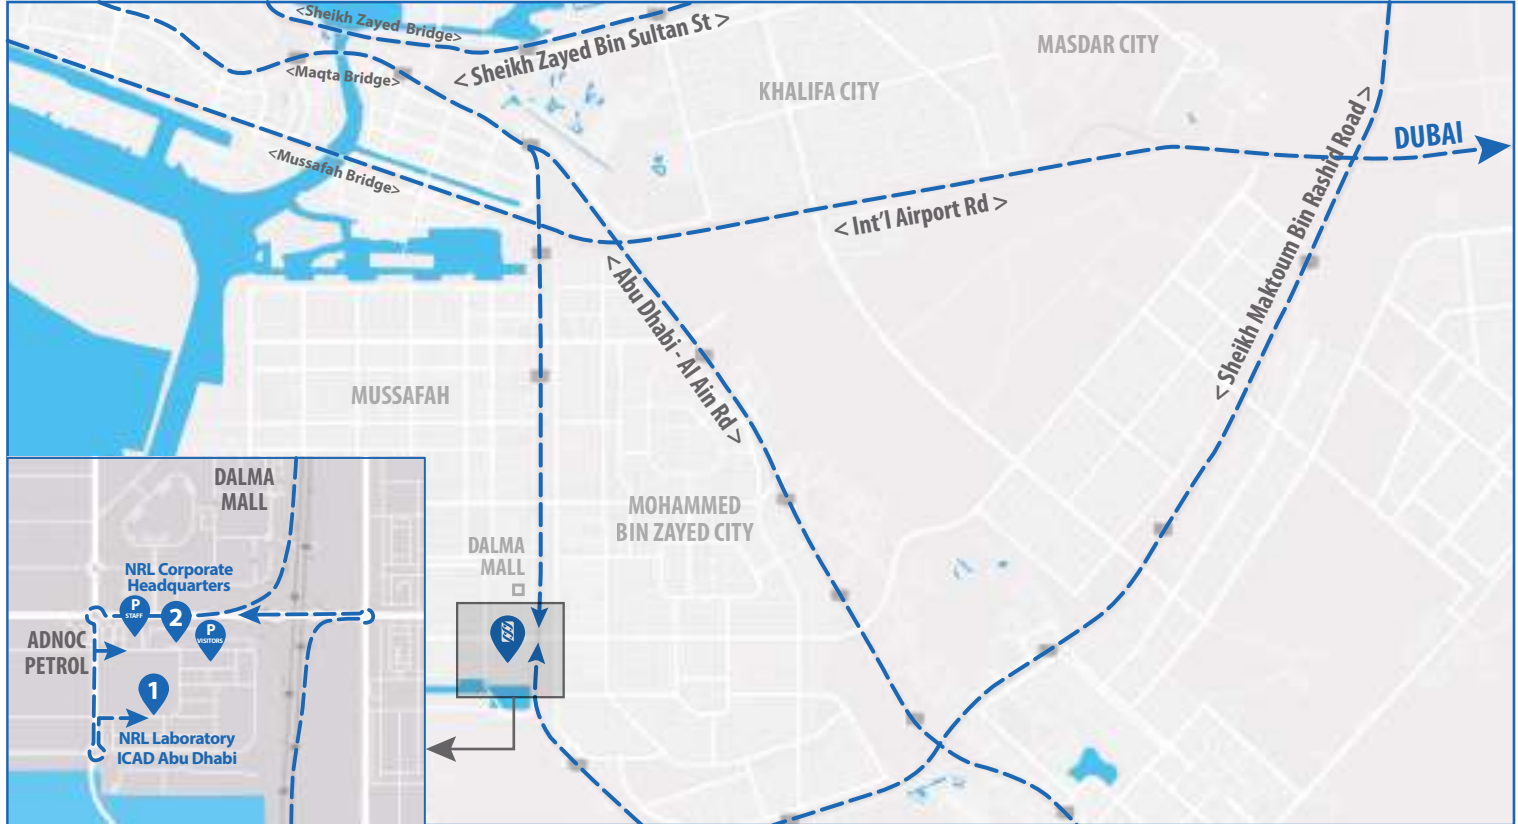 <Sheikh Zayed Bridge>
< Sheikh Zayed Bin Sultan St >
<Maqta Bridge>
<Mussafah Bridge>
MASDAR CITY
KHALIFA CITY
DUBAI
< Int'l Airport Rd >
< Sheikh Maktoum Bin Rashid Road >
< Abu Dhabi - Al Ain Rd >
MUSSAFAH
MOHAMMED
BIN ZAYED CITY
DALMA
MALL
DALMA
MALL
NRL Corporate
Headquarters
P
STAFF
2
P
VISITORS
ADNOC
PETROL
1
NRL Laboratory
ICAD Abu Dhabi